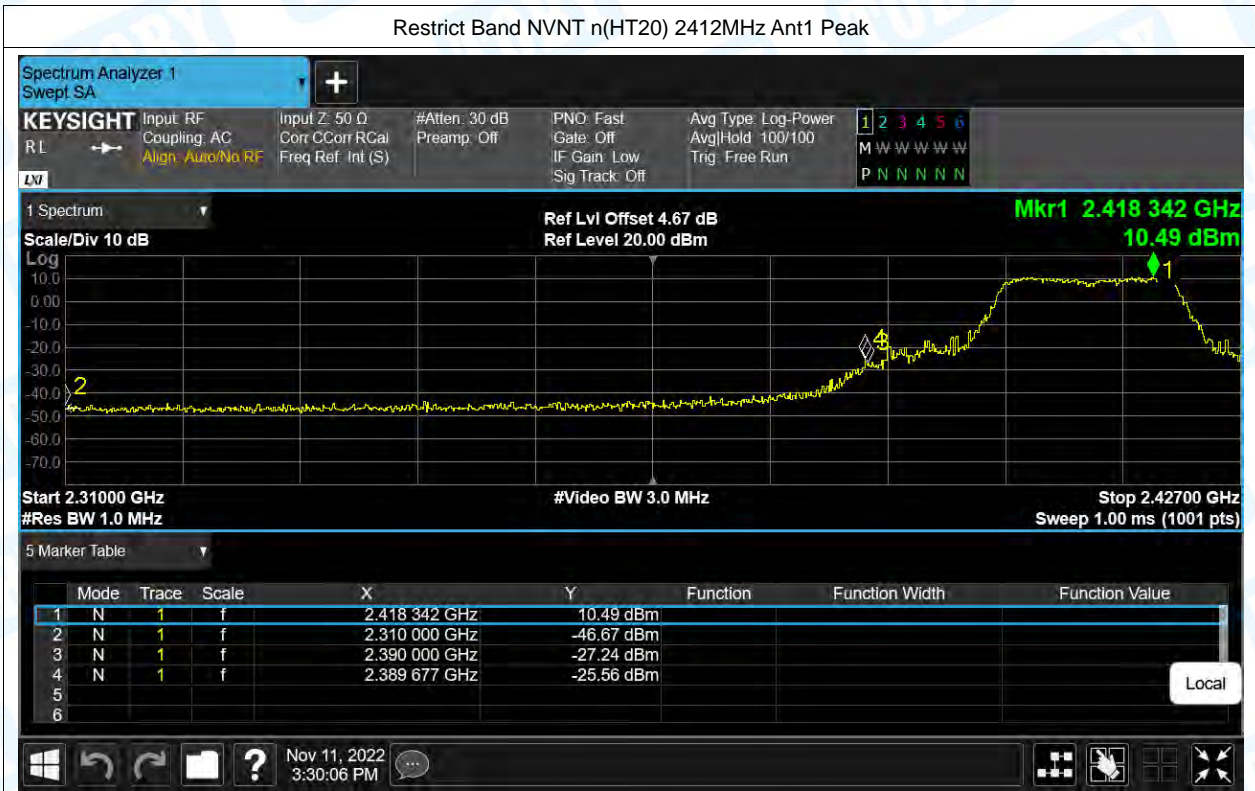 Restrict Band NVNT n(HT20) 2412MHz Ant1 Peak
Spectrum Analyzer 1
Swept SA
+
KEYSIGHT Input: RF Input Z: 50 Ω #Atten: 30 dB PNO: Fast Avg Type: Log-Power 1 2 3 4 5 6
RL Coupling: AC Corr CCorr RCal Preamp: Off Gate: Off Avg|Hold: 100/100 M W W W W W
Align: Auto/No RF Freq Ref: Int (S) IF Gain: Low Trig: Free Run
LXI Sig Track: Off P N N N N N
1 Spectrum Ref Lvl Offset 4.67 dB Mkr1 2.418 342 GHz
Scale/Div 10 dB Ref Level 20.00 dBm 10.49 dBm
Log
10.0
0.00
-10.0
-20.0
-30.0
-40.0
-50.0
-60.0
-70.0
1
2
4
3
Start 2.31000 GHz #Video BW 3.0 MHz Stop 2.42700 GHz
#Res BW 1.0 MHz Sweep 1.00 ms (1001 pts)
5 Marker Table
Mode Trace Scale X Y Function Function Width Function Value
1 N 1 f 2.418 342 GHz 10.49 dBm
2 N 1 f 2.310 000 GHz -46.67 dBm
3 N 1 f 2.390 000 GHz -27.24 dBm
4 N 1 f 2.389 677 GHz -25.56 dBm
5
6
Local
? Nov 11, 2022
3:30:06 PM